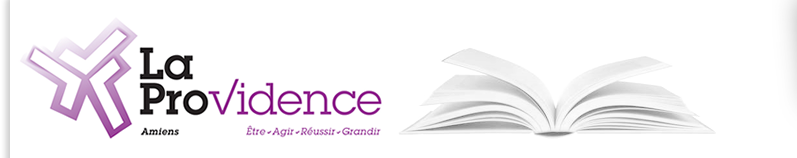 La
Providence
Amiens
Être - Agir - Réussir - Grandir